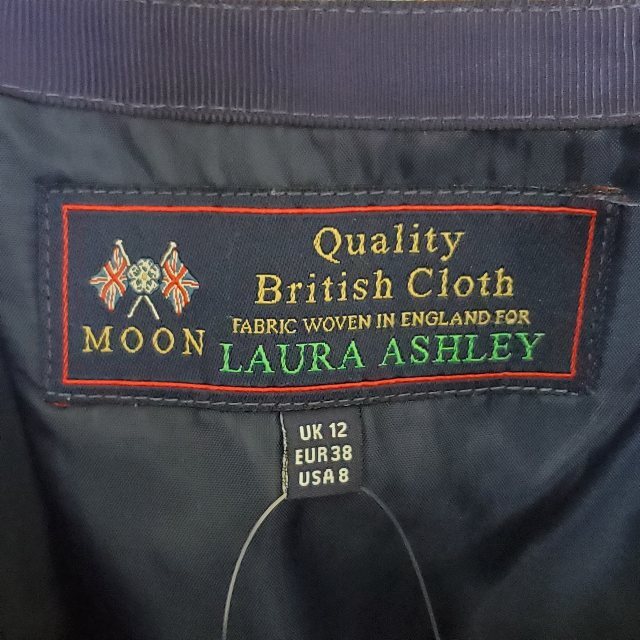 Quality
British Cloth
MOON
FABRIC WOVEN IN ENGLAND FOR
LAURA ASHLEY
UK 12
EUR 38
USA 8